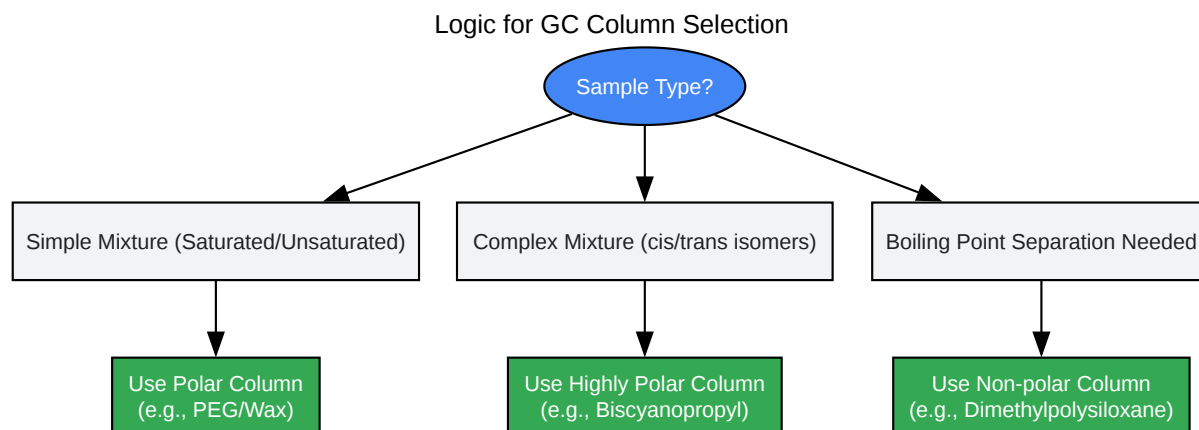 Logic for GC Column Selection
Sample Type?
Simple Mixture (Saturated/Unsaturated)
Complex Mixture (cis/trans isomers)
Boiling Point Separation Needed
Use Polar Column
(e.g., PEG/Wax)
Use Highly Polar Column
(e.g., Biscyanopropyl)
Use Non-polar Column
(e.g., Dimethylpolysiloxane)